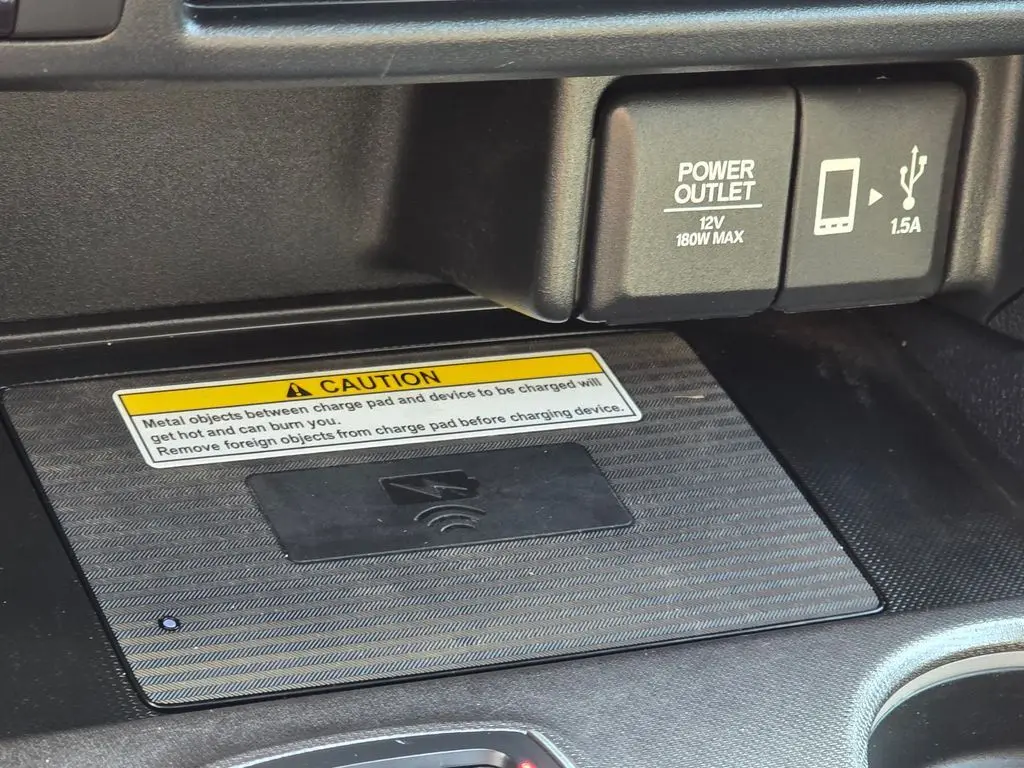 POWER
OUTLET
12V
180W MAX
1.5A
CAUTION
Metal objects between charge pad and device to be charged will
get hot and can burn you.
Remove foreign objects from charge pad before charging device.